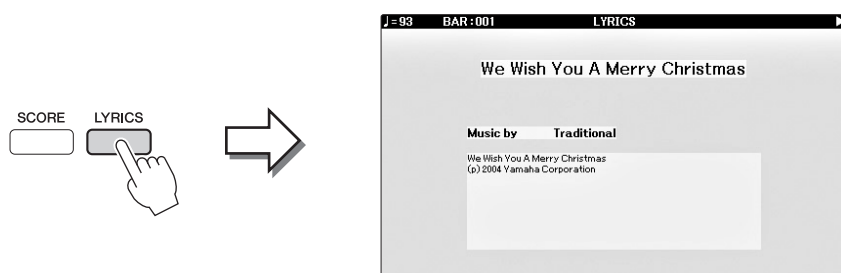 SCORE LYRICS
♩=93 BAR:001 LYRICS
We Wish You A Merry Christmas
Music by Traditional
We Wish You A Merry Christmas
(p) 2004 Yamaha Corporation